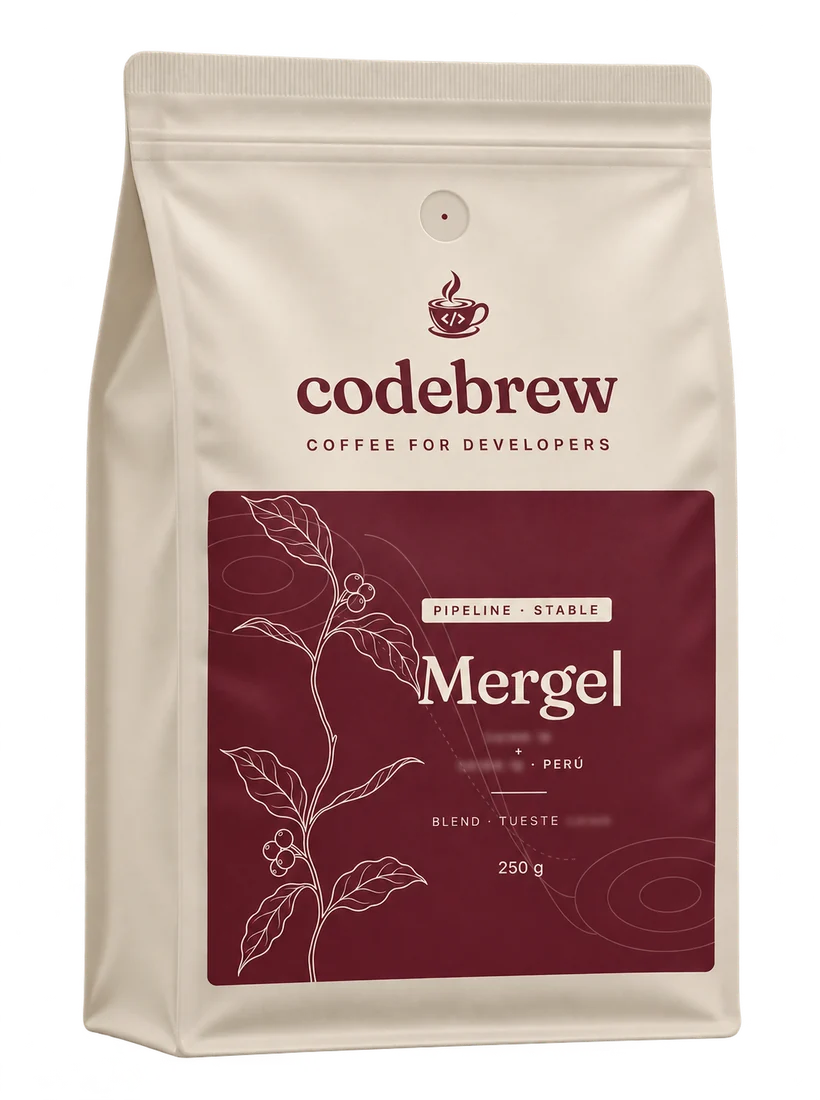 </>
codebrew
COFFEE FOR DEVELOPERS
PIPELINE · STABLE
Merge|
+
· PERÚ
BLEND · TUESTE
250 g